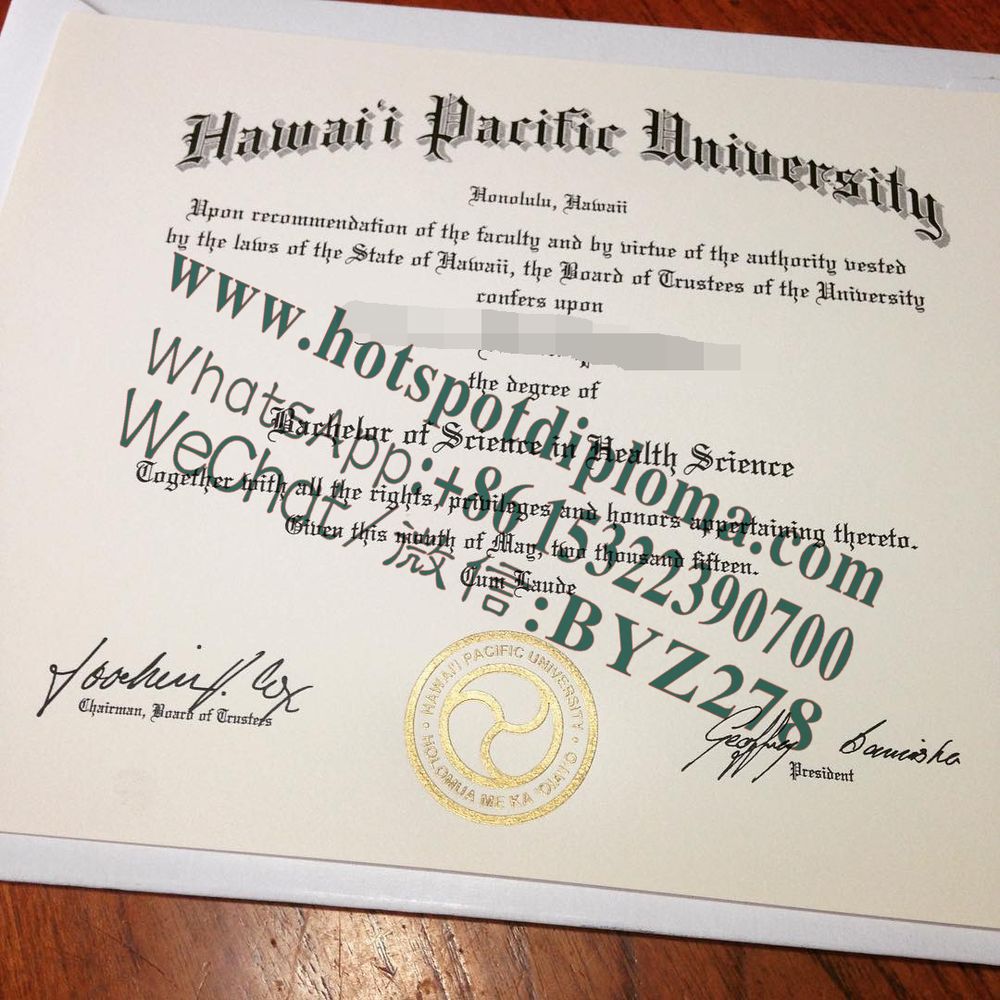 Hawai'i Pacific University
Honolulu, Hawaii
Upon recommendation of the faculty and by virtue of the authority vested
by the laws of the State of Hawaii, the Board of Trustees of the University
confers upon
the degree of
Bachelor of Science in Health Science
Together with all the rights, privileges and honors appertaining thereto.
Given this month of May, two thousand fifteen.
Cum Laude
www.hotspotdiploma.com
WhatsApp:+86 15322390700
WeChat/微信:BYZ278
Chairman, Board of Trustees
HAWAI'I PACIFIC UNIVERSITY
HOLOMUA ME KA 'OIA'I'O
President